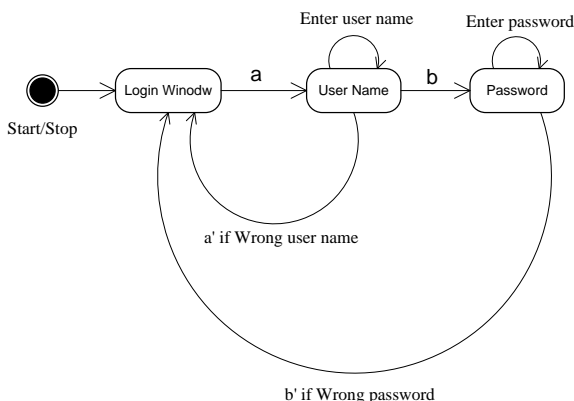 Enter user name
Enter password
a
b
Login Winodw
User Name
Password
Start/Stop
a' if Wrong user name
b' if Wrong password